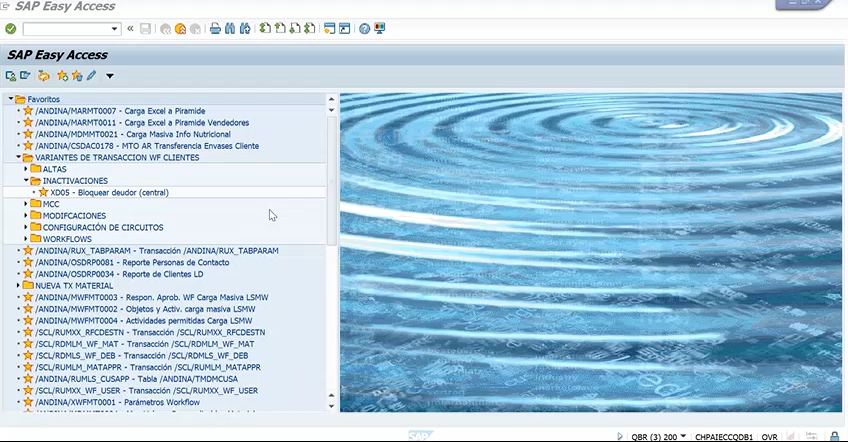 SAP Easy Access
SAP Easy Access
Favoritos
/ANDINA/MARMT0007 - Carga Excel a Piramide
/ANDINA/MARMT0011 - Carga Excel a Piramide Vendedores
/ANDINA/MDMMT0021 - Carga Masiva Info Nutricional
/ANDINA/CSDAC0178 - MTO AR Transferencia Envases Cliente
VARIANTES DE TRANSACCION WF CLIENTES
ALTAS
INACTIVACIONES
XD05 - Bloquear deudor (central)
MCC
MODIFCACIONES
CONFIGURACIÓN DE CIRCUITOS
WORKFLOWS
/ANDINA/RUX_TABPARAM - Transacción /ANDINA/RUX_TABPARAM
/ANDINA/OSDRP0081 - Reporte Personas de Contacto
/ANDINA/OSDRP0034 - Reporte de Clientes LD
NUEVA TX MATERIAL
/ANDINA/MWFMT0003 - Respon. Aprob. WF Carga Masiva LSMW
/ANDINA/MWFMT0002 - Objetos y Activ. carga masiva LSMW
/ANDINA/MWFMT0004 - Actividades permitidas Carga LSMW
/SCL/RUMXX_RFCDESTN - Transacción /SCL/RUMXX_RFCDESTN
/SCL/RDMLM_WF_MAT - Transacción /SCL/RDMLM_WF_MAT
/SCL/RDMLS_WF_DEB - Transacción /SCL/RDMLS_WF_DEB
/SCL/RUMLM_MATAPPR - Transacción /SCL/RUMLM_MATAPPR
/ANDINA/RUMLS_CUSAPP - Tabla /ANDINA/TMDMCUSA
/SCL/RUMXX_WF_USER - Transacción /SCL/RUMXX_WF_USER
/ANDINA/XWFMT0001 - Parámetros Workflow
SAP
QBR (3) 200
CHPAIECCQDB1
OVR